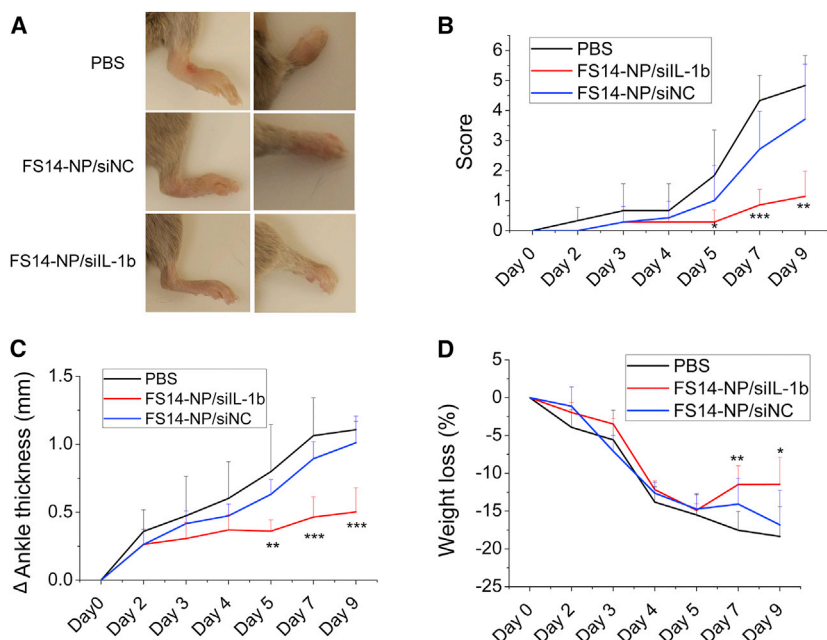 A
PBS
FS14-NP/siNC
FS14-NP/siIL-1b
B
PBS
FS14-NP/siIL-1b
FS14-NP/siNC
Score
6
5
4
3
2
1
0
*
***
**
Day 0
Day 2
Day 3
Day 4
Day 5
Day 7
Day 9
C
PBS
FS14-NP/siIL-1b
FS14-NP/siNC
Δ Ankle thickness (mm)
1.5
1.0
0.5
0.0
**
***
***
Day0
Day 2
Day 3
Day 4
Day 5
Day 7
Day 9
D
PBS
FS14-NP/siIL-1b
FS14-NP/siNC
Weight loss (%)
5
0
-5
-10
-15
-20
-25
**
*
Day 0
Day 2
Day 3
Day 4
Day 5
Day 7
Day 9